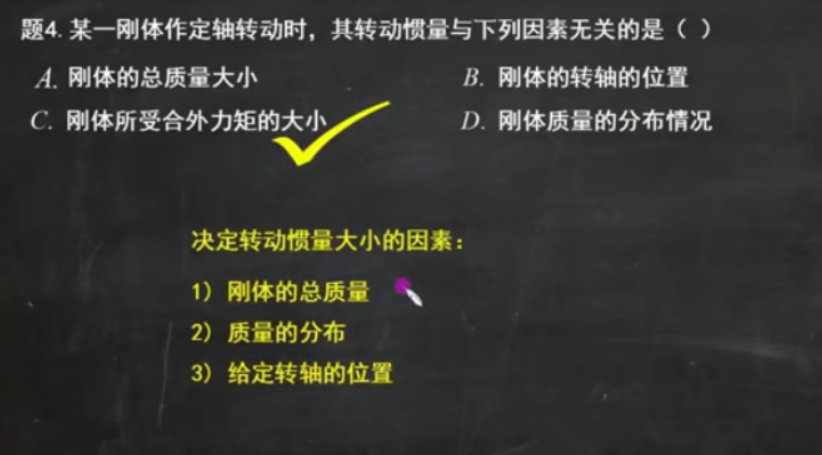 题4. 某一刚体作定轴转动时，其转动惯量与下列因素无关的是（ ）
A. 刚体的总质量大小 B. 刚体的转轴的位置
C. 刚体所受合外力矩的大小 D. 刚体质量的分布情况
决定转动惯量大小的因素：
1）刚体的总质量
2）质量的分布
3）给定转轴的位置